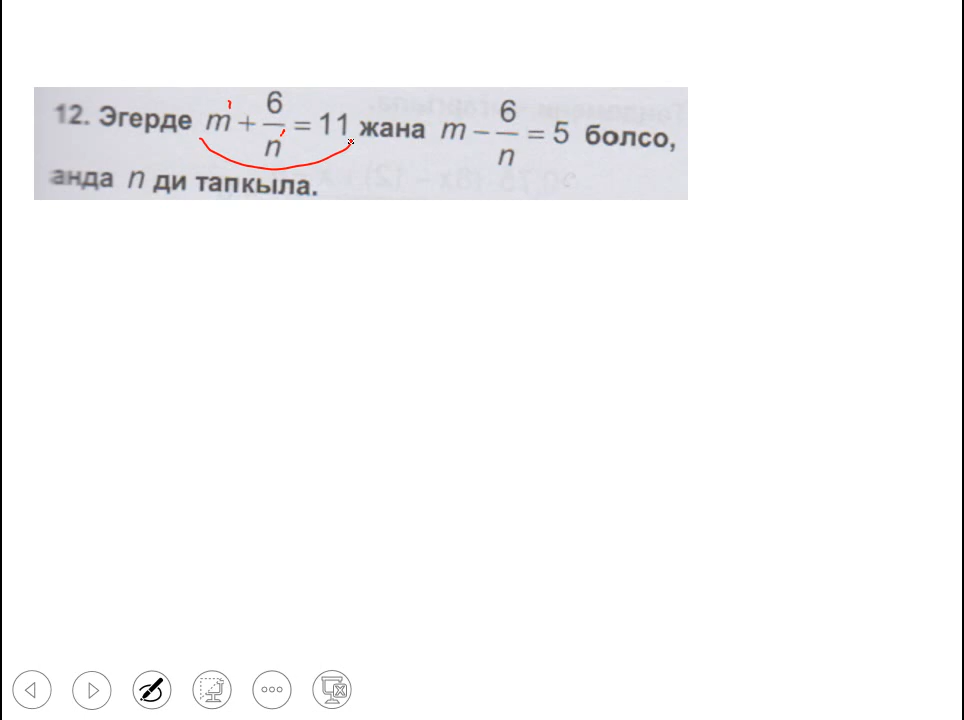 12. Эгерде m + 6/n = 11 жана m − 6/n = 5 болсо,
анда n ди тапкыла.